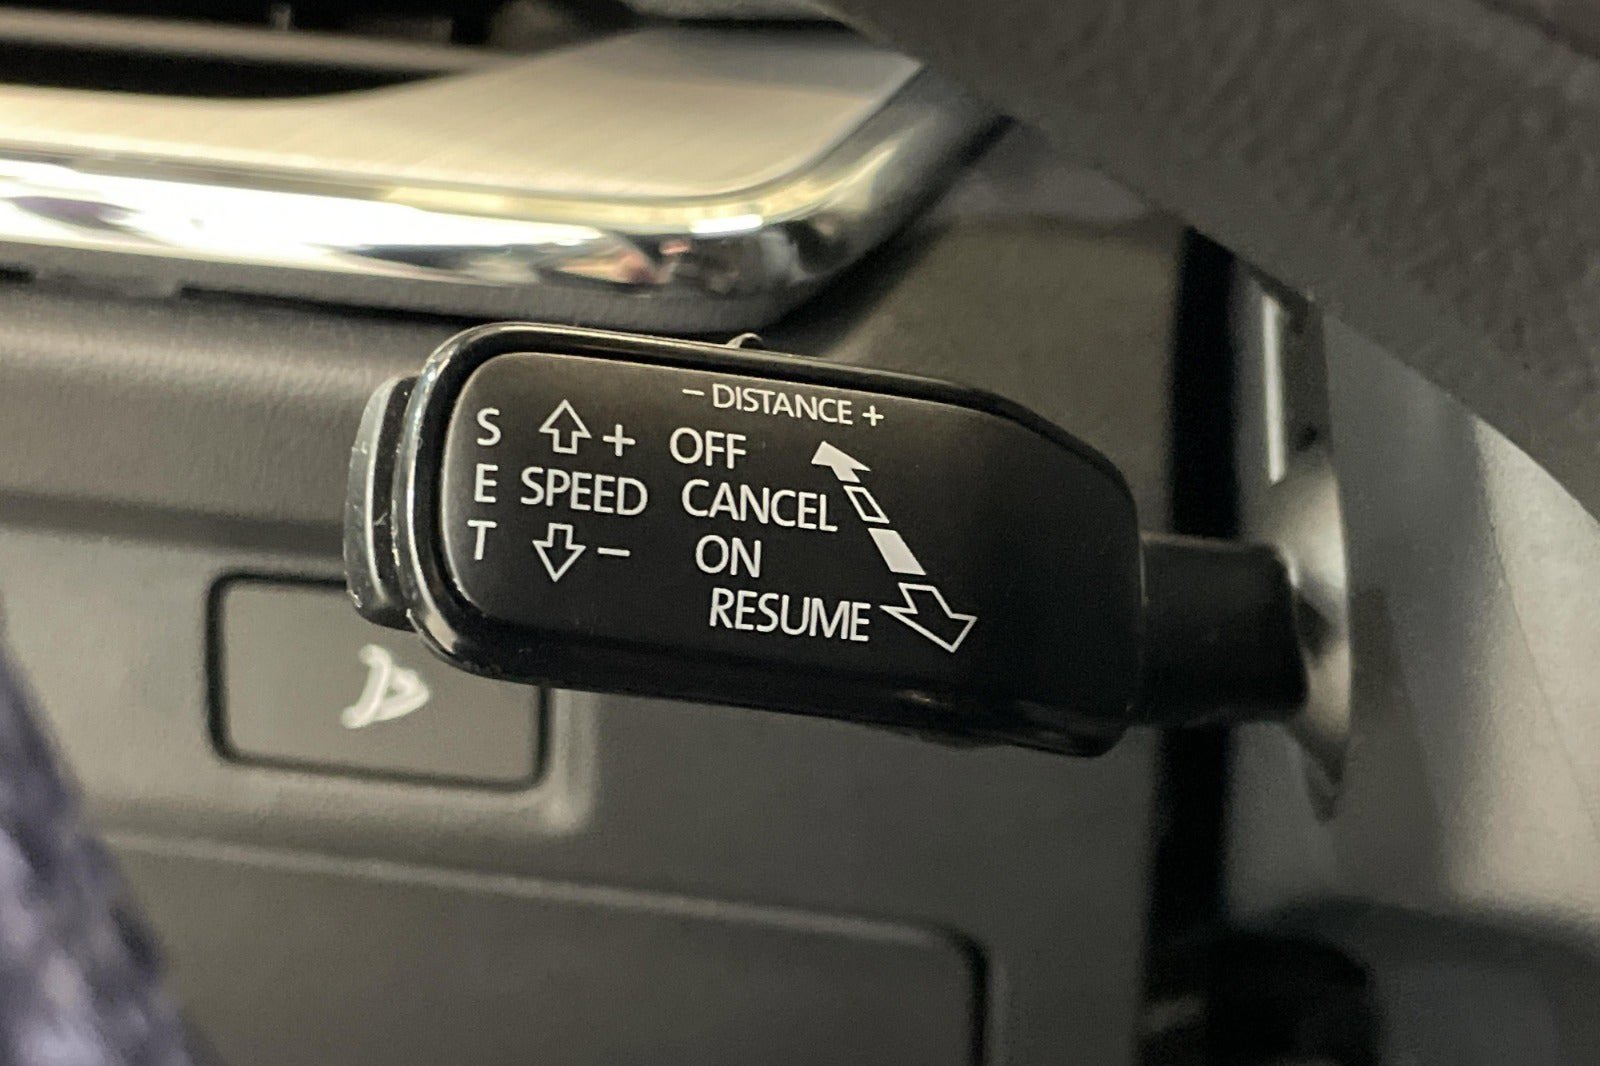 – DISTANCE +
S + OFF
E SPEED CANCEL
T – ON
RESUME